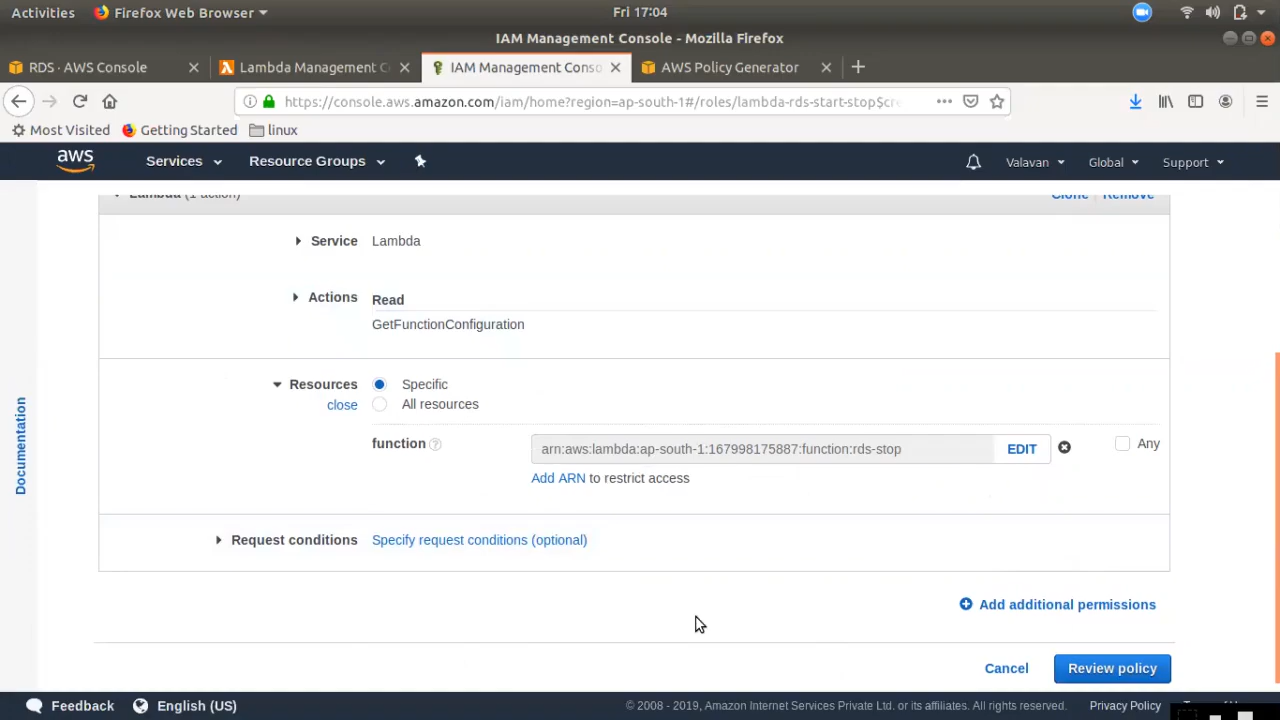 Activities Firefox Web Browser Fri 17:04
IAM Management Console - Mozilla Firefox
RDS · AWS Console Lambda Management C IAM Management Conso AWS Policy Generator
https://console.aws.amazon.com/iam/home?region=ap-south-1#/roles/lambda-rds-start-stop$cre
Most Visited Getting Started linux
aws Services Resource Groups Valavan Global Support
Lambda (1 action) Clone Remove
Service Lambda
Actions Read
GetFunctionConfiguration
Resources Specific
close All resources
function arn:aws:lambda:ap-south-1:167998175887:function:rds-stop EDIT Any
Add ARN to restrict access
Request conditions Specify request conditions (optional)
Documentation
Add additional permissions
Cancel Review policy
Feedback English (US) © 2008 - 2019, Amazon Internet Services Private Ltd. or its affiliates. All rights reserved. Privacy Policy